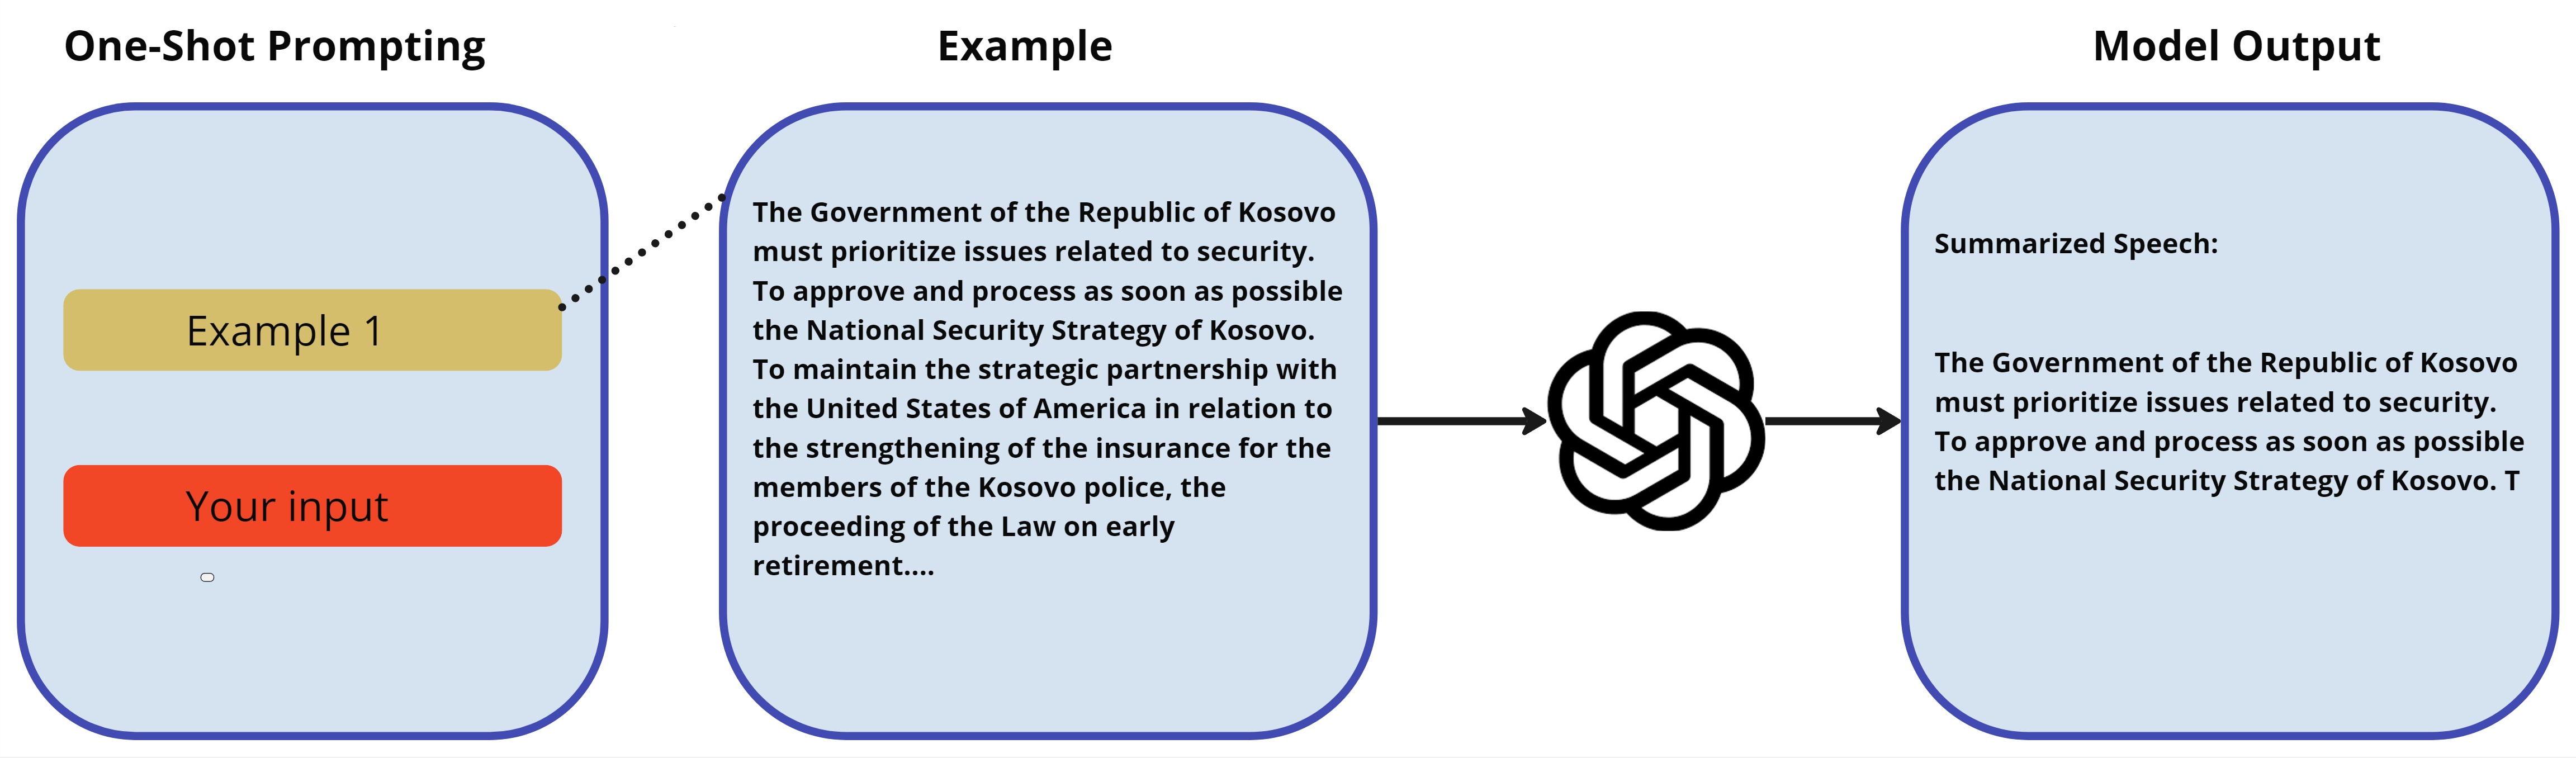 One-Shot Prompting
Example 1
Your input
Example
The Government of the Republic of Kosovo
must prioritize issues related to security.
To approve and process as soon as possible
the National Security Strategy of Kosovo.
To maintain the strategic partnership with
the United States of America in relation to
the strengthening of the insurance for the
members of the Kosovo police, the
proceeding of the Law on early
retirement....
Model Output
Summarized Speech:
The Government of the Republic of Kosovo
must prioritize issues related to security.
To approve and process as soon as possible
the National Security Strategy of Kosovo. T